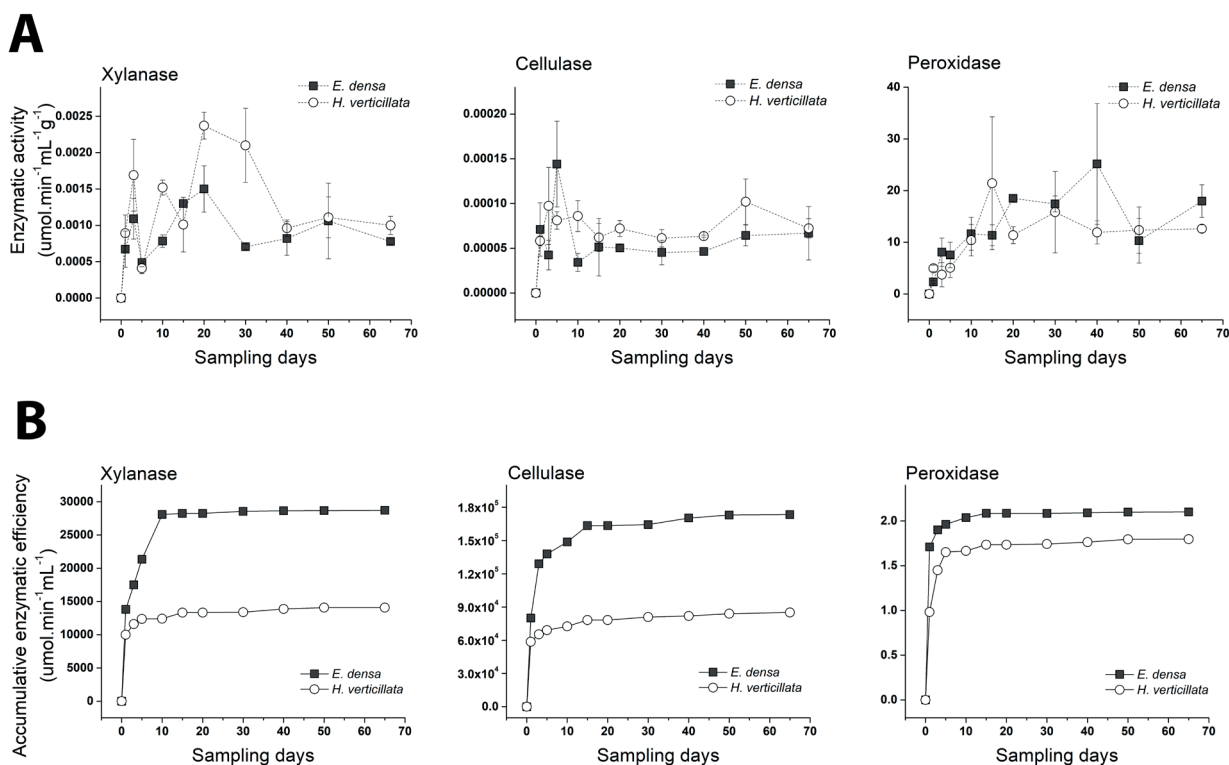 A
Xylanase
E. densa
H. verticillata
Enzymatic activity
(umol.min⁻¹mL⁻¹g⁻¹)
0.0025
0.0020
0.0015
0.0010
0.0005
0.0000
0 10 20 30 40 50 60 70
Sampling days
Cellulase
E. densa
H. verticillata
0.00020
0.00015
0.00010
0.00005
0.00000
0 10 20 30 40 50 60 70
Sampling days
Peroxidase
E. densa
H. verticillata
40
30
20
10
0
0 10 20 30 40 50 60 70
Sampling days
B
Xylanase
Accumulative enzymatic efficiency
(umol.min⁻¹mL⁻¹)
30000
25000
20000
15000
10000
5000
0
E. densa
H. verticillata
0 10 20 30 40 50 60 70
Sampling days
Cellulase
1.8x10⁵
1.5x10⁵
1.2x10⁵
9.0x10⁴
6.0x10⁴
3.0x10⁴
0.0
E. densa
H. verticillata
0 10 20 30 40 50 60 70
Sampling days
Peroxidase
2.0
1.5
1.0
0.5
0.0
E. densa
H. verticillata
0 10 20 30 40 50 60 70
Sampling days